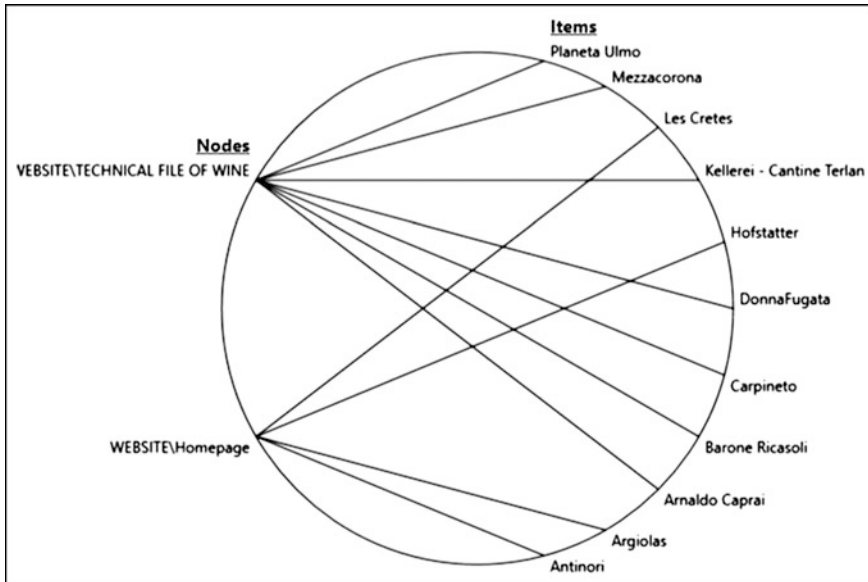 Items
Planeta Ulmo
Mezzacorona
Les Cretes
Nodes
VEBSITE\TECHNICAL FILE OF WINE
Kellerei - Cantine Terlan
Hofstatter
DonnaFugata
Carpineto
WEBSITE\Homepage
Barone Ricasoli
Arnaldo Caprai
Argiolas
Antinori